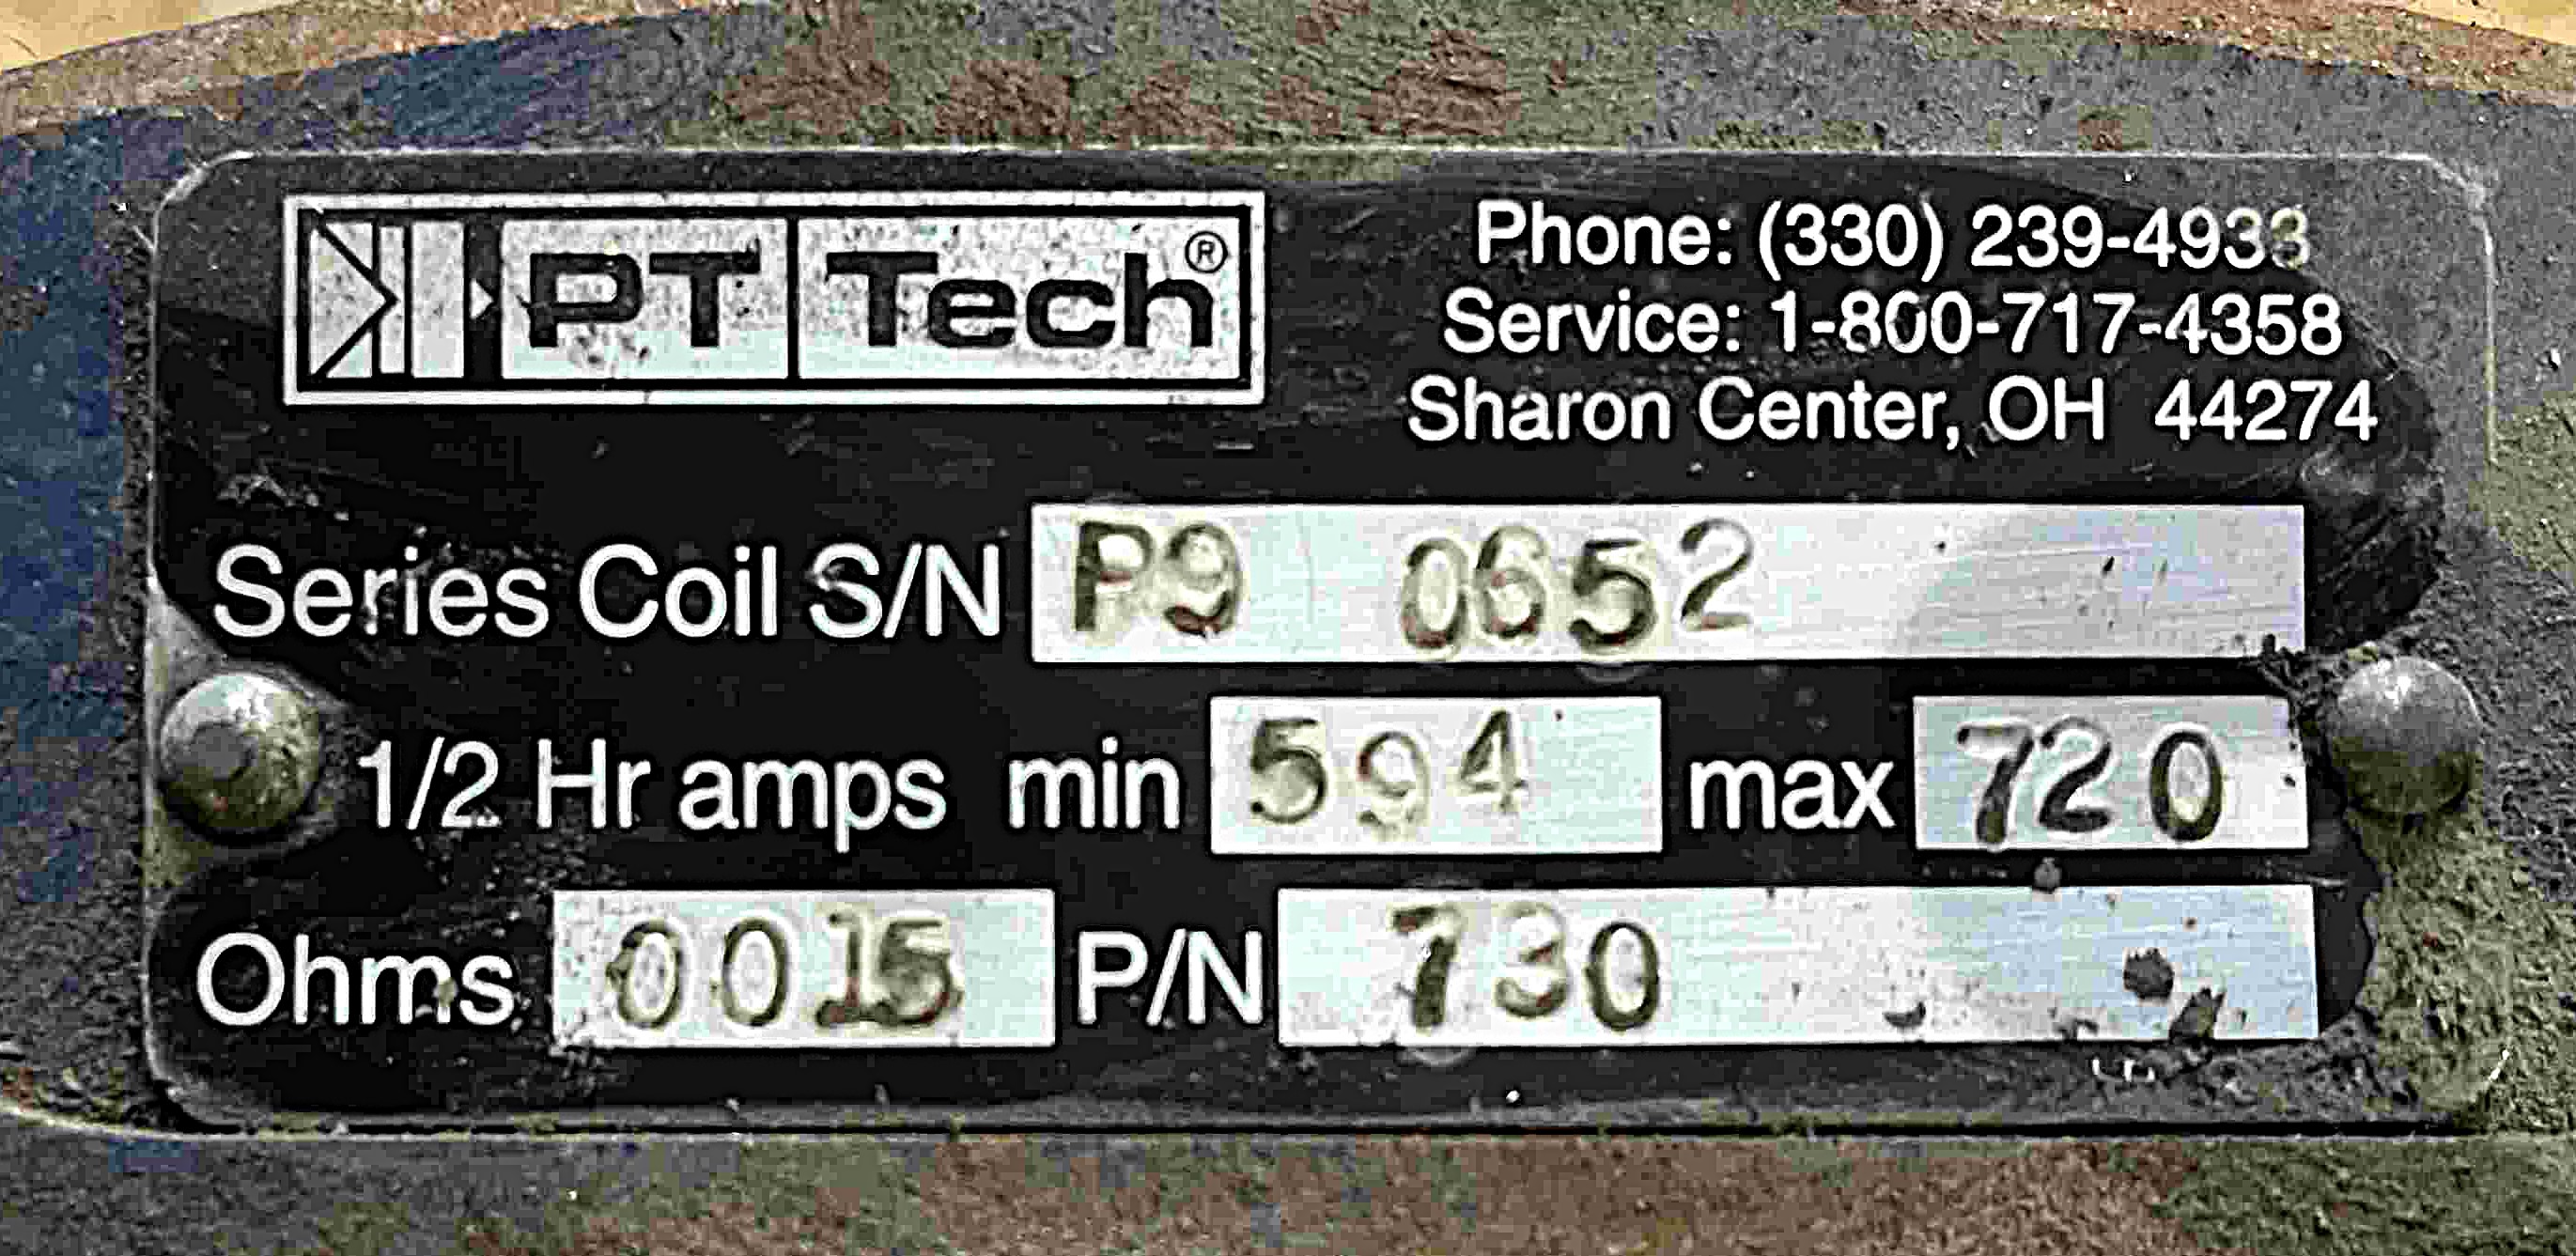 PT Tech®
Phone: (330) 239-4933
Service: 1-800-717-4358
Sharon Center, OH 44274
Series Coil S/N P9 0652
1/2 Hr amps min 594 max 720
Ohms 0015 P/N 730